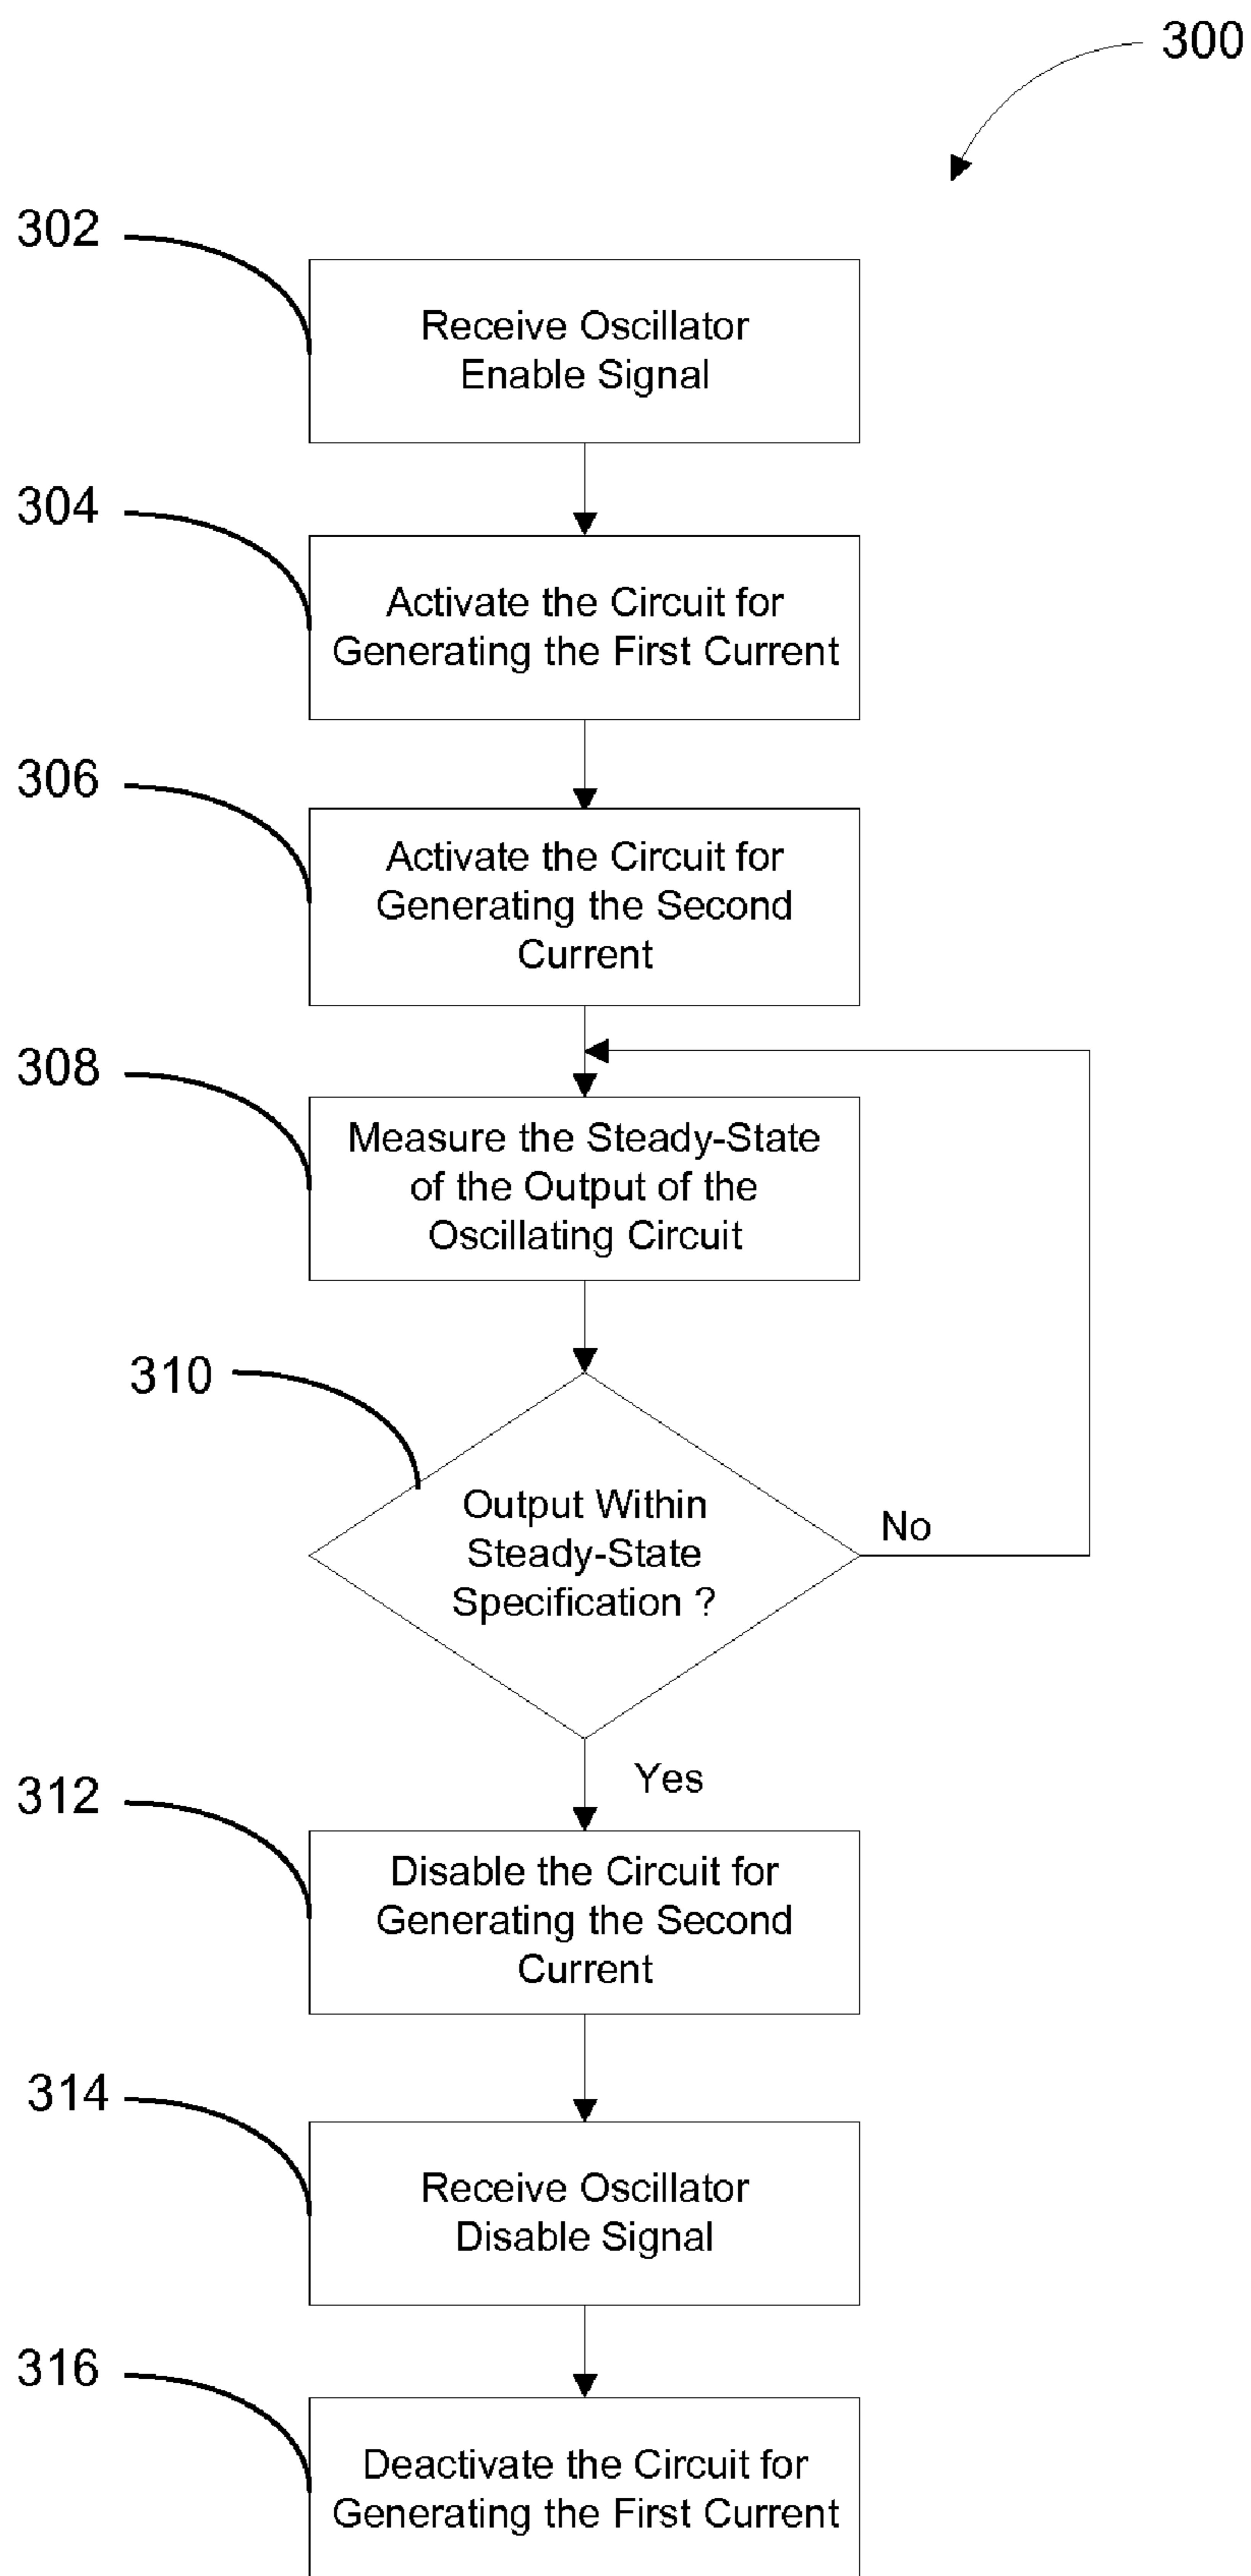 300
302
Receive Oscillator
Enable Signal
304
Activate the Circuit for
Generating the First Current
306
Activate the Circuit for
Generating the Second
Current
308
Measure the Steady-State
of the Output of the
Oscillating Circuit
310
Output Within
Steady-State
Specification ?
No
Yes
312
Disable the Circuit for
Generating the Second
Current
314
Receive Oscillator
Disable Signal
316
Deactivate the Circuit for
Generating the First Current